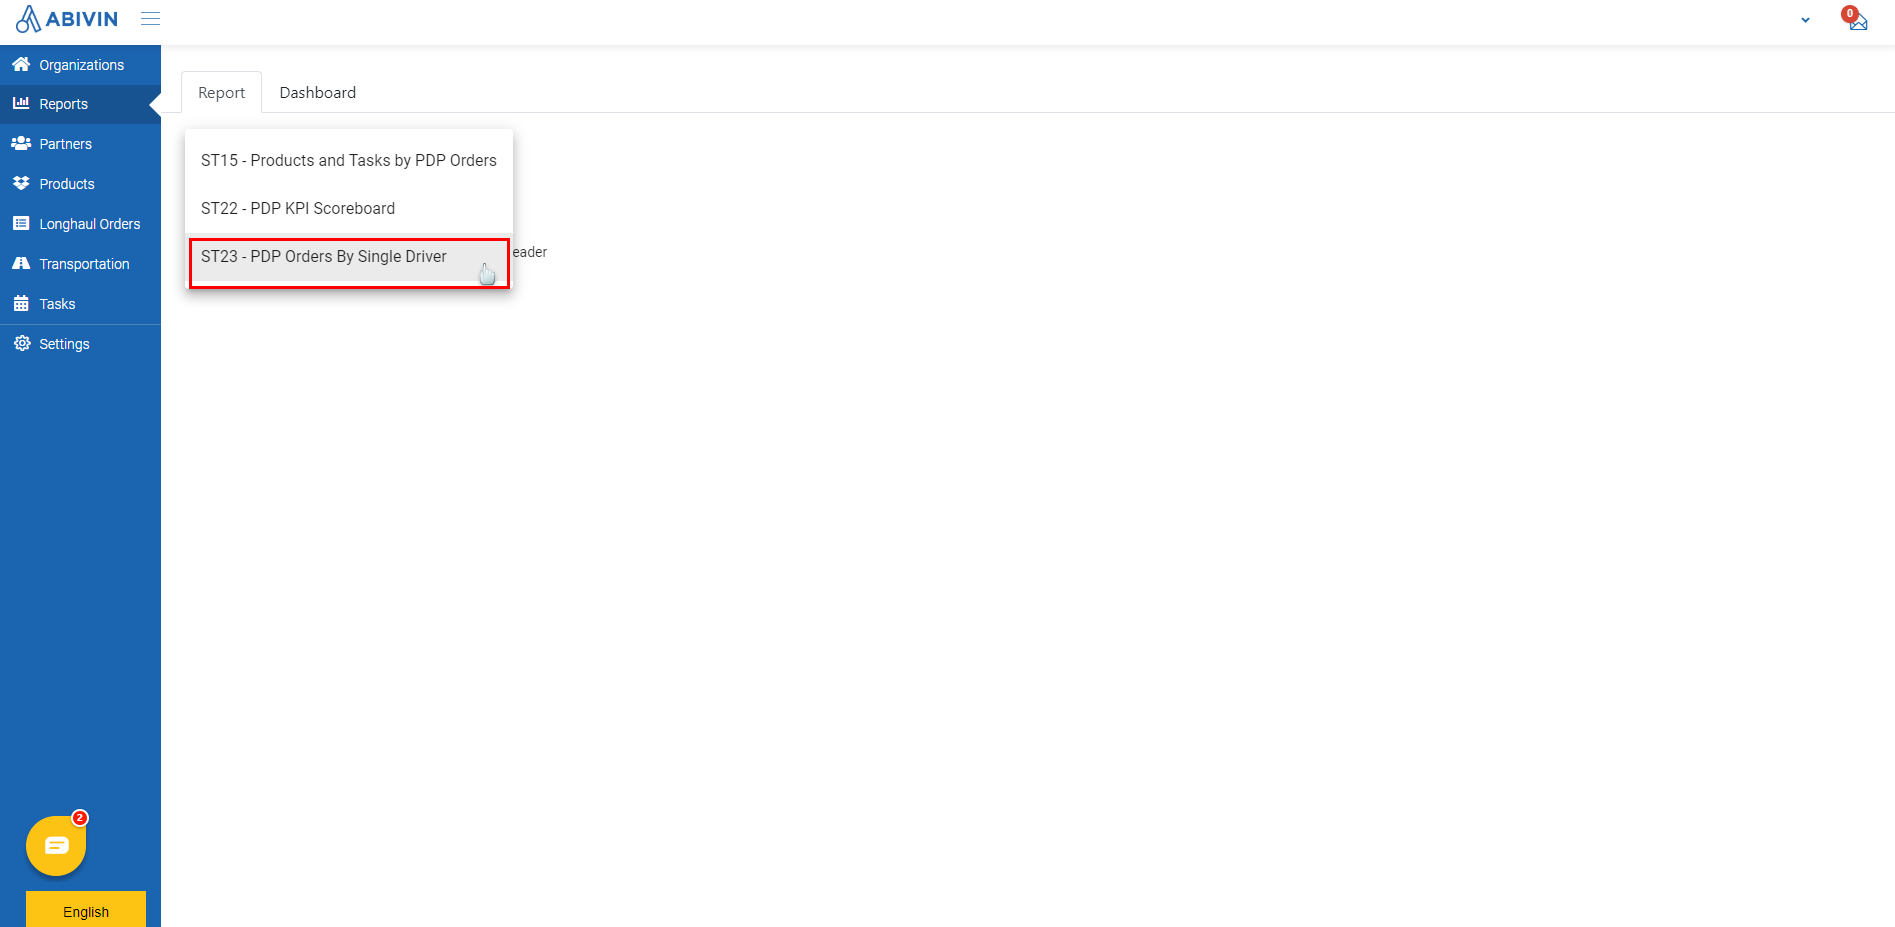 ABIVIN
0
Organizations
Reports
Partners
Products
Longhaul Orders
Transportation
Tasks
Settings
Report
Dashboard
ST15 - Products and Tasks by PDP Orders
ST22 - PDP KPI Scoreboard
ST23 - PDP Orders By Single Driver
eader
2
English